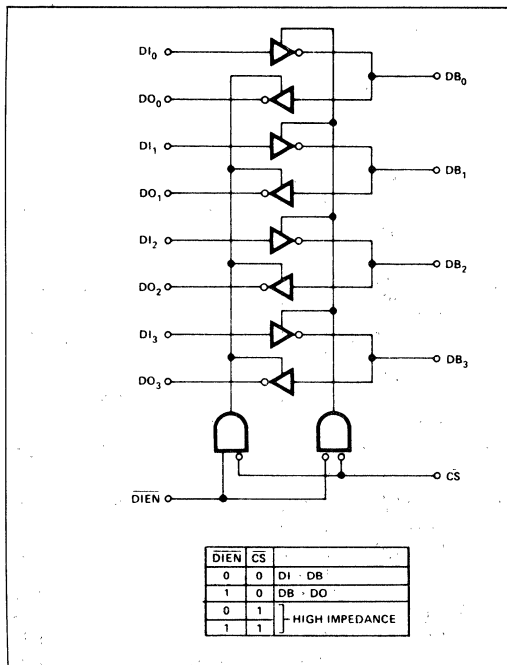 DI₀
DB₀
DO₀
DI₁
DB₁
DO₁
DI₂
DB₂
DO₂
DI₃
DB₃
DO₃
CS
DIEN
DIEN CS
0 0 DI · DB
1 0 DB > DO
0 1
HIGH IMPEDANCE
1 1